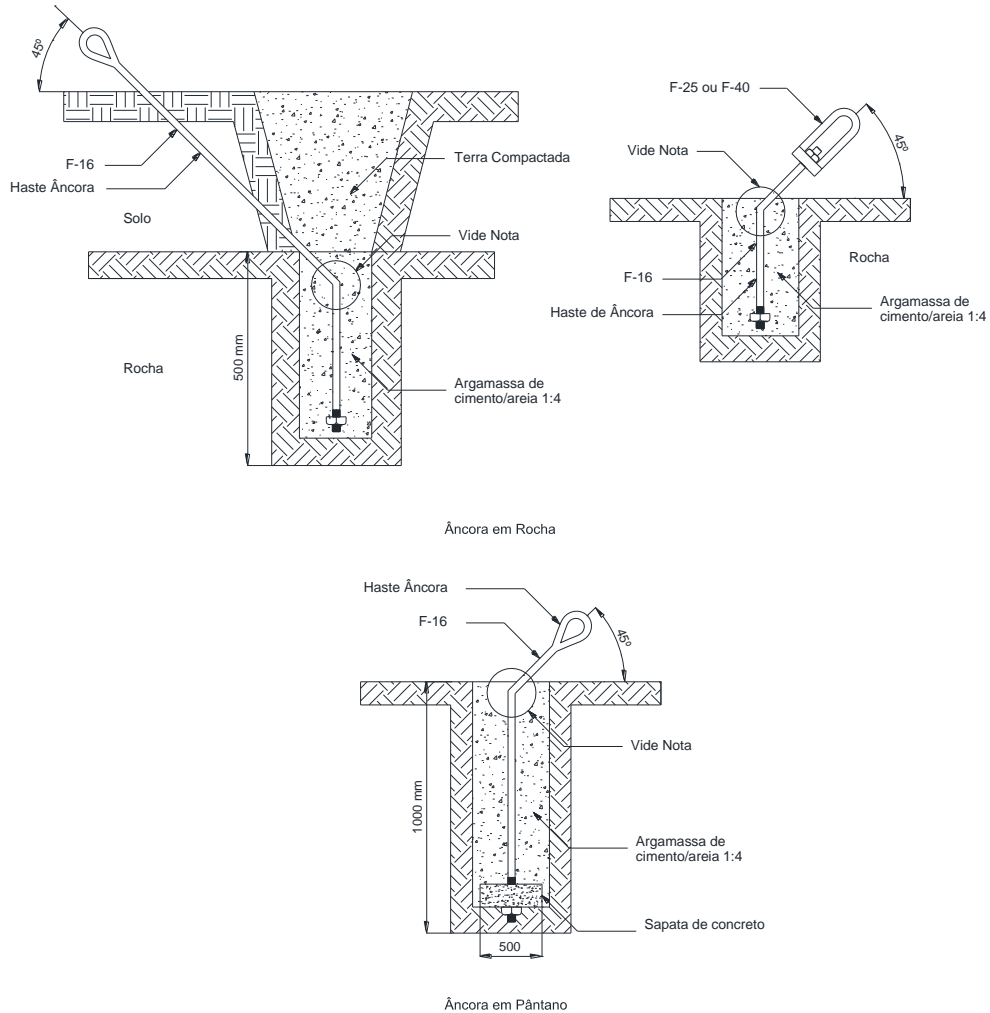 45º
F-16
Haste Âncora
Solo
Terra Compactada
Vide Nota
500 mm
Rocha
Argamassa de
cimento/areia 1:4
F-25 ou F-40
Vide Nota
45º
F-16
Rocha
Haste de Âncora
Argamassa de
cimento/areia 1:4
Âncora em Rocha
Haste Âncora
F-16
45º
Vide Nota
1000 mm
Argamassa de
cimento/areia 1:4
Sapata de concreto
500
Âncora em Pântano